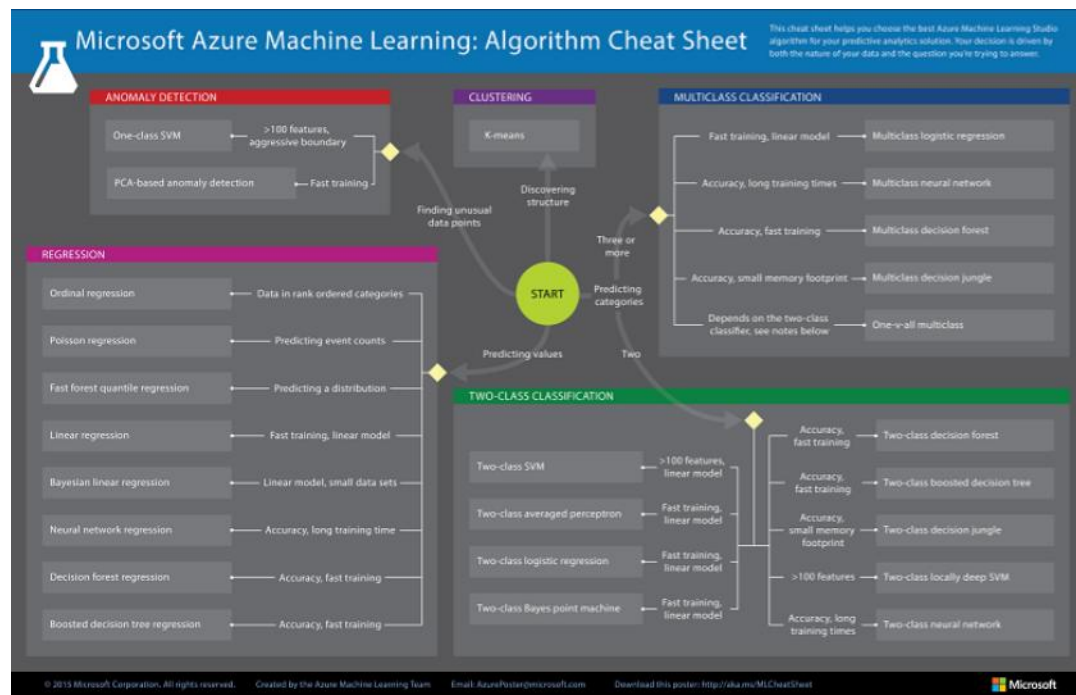 Microsoft Azure Machine Learning: Algorithm Cheat Sheet
This cheat sheet helps you choose the best Azure Machine Learning Studio
algorithm for your predictive analytics solution. Your decision is driven by
both the nature of your data and the question you're trying to answer.
ANOMALY DETECTION
One-class SVM
>100 features,
aggressive boundary
PCA-based anomaly detection
Fast training
CLUSTERING
K-means
MULTICLASS CLASSIFICATION
Fast training, linear model
Multiclass logistic regression
Accuracy, long training times
Multiclass neural network
Accuracy, fast training
Multiclass decision forest
Accuracy, small memory footprint
Multiclass decision jungle
Depends on the two-class
classifier, see notes below
One-v-all multiclass
Finding unusual
data points
Discovering
structure
Three or
more
START
Predicting
categories
Predicting values
Two
REGRESSION
Ordinal regression
Data in rank ordered categories
Poisson regression
Predicting event counts
Fast forest quantile regression
Predicting a distribution
Linear regression
Fast training, linear model
Bayesian linear regression
Linear model, small data sets
Neural network regression
Accuracy, long training time
Decision forest regression
Accuracy, fast training
Boosted decision tree regression
Accuracy, fast training
TWO-CLASS CLASSIFICATION
Two-class SVM
>100 features,
linear model
Two-class averaged perceptron
Fast training,
linear model
Two-class logistic regression
Fast training,
linear model
Two-class Bayes point machine
Fast training,
linear model
Accuracy,
fast training
Two-class decision forest
Accuracy,
fast training
Two-class boosted decision tree
Accuracy,
small memory
footprint
Two-class decision jungle
>100 features
Two-class locally deep SVM
Accuracy, long
training times
Two-class neural network
© 2015 Microsoft Corporation. All rights reserved.
Created by the Azure Machine Learning Team
Email: AzurePoster@microsoft.com
Download this poster: http://aka.ms/MLCheatSheet
Microsoft